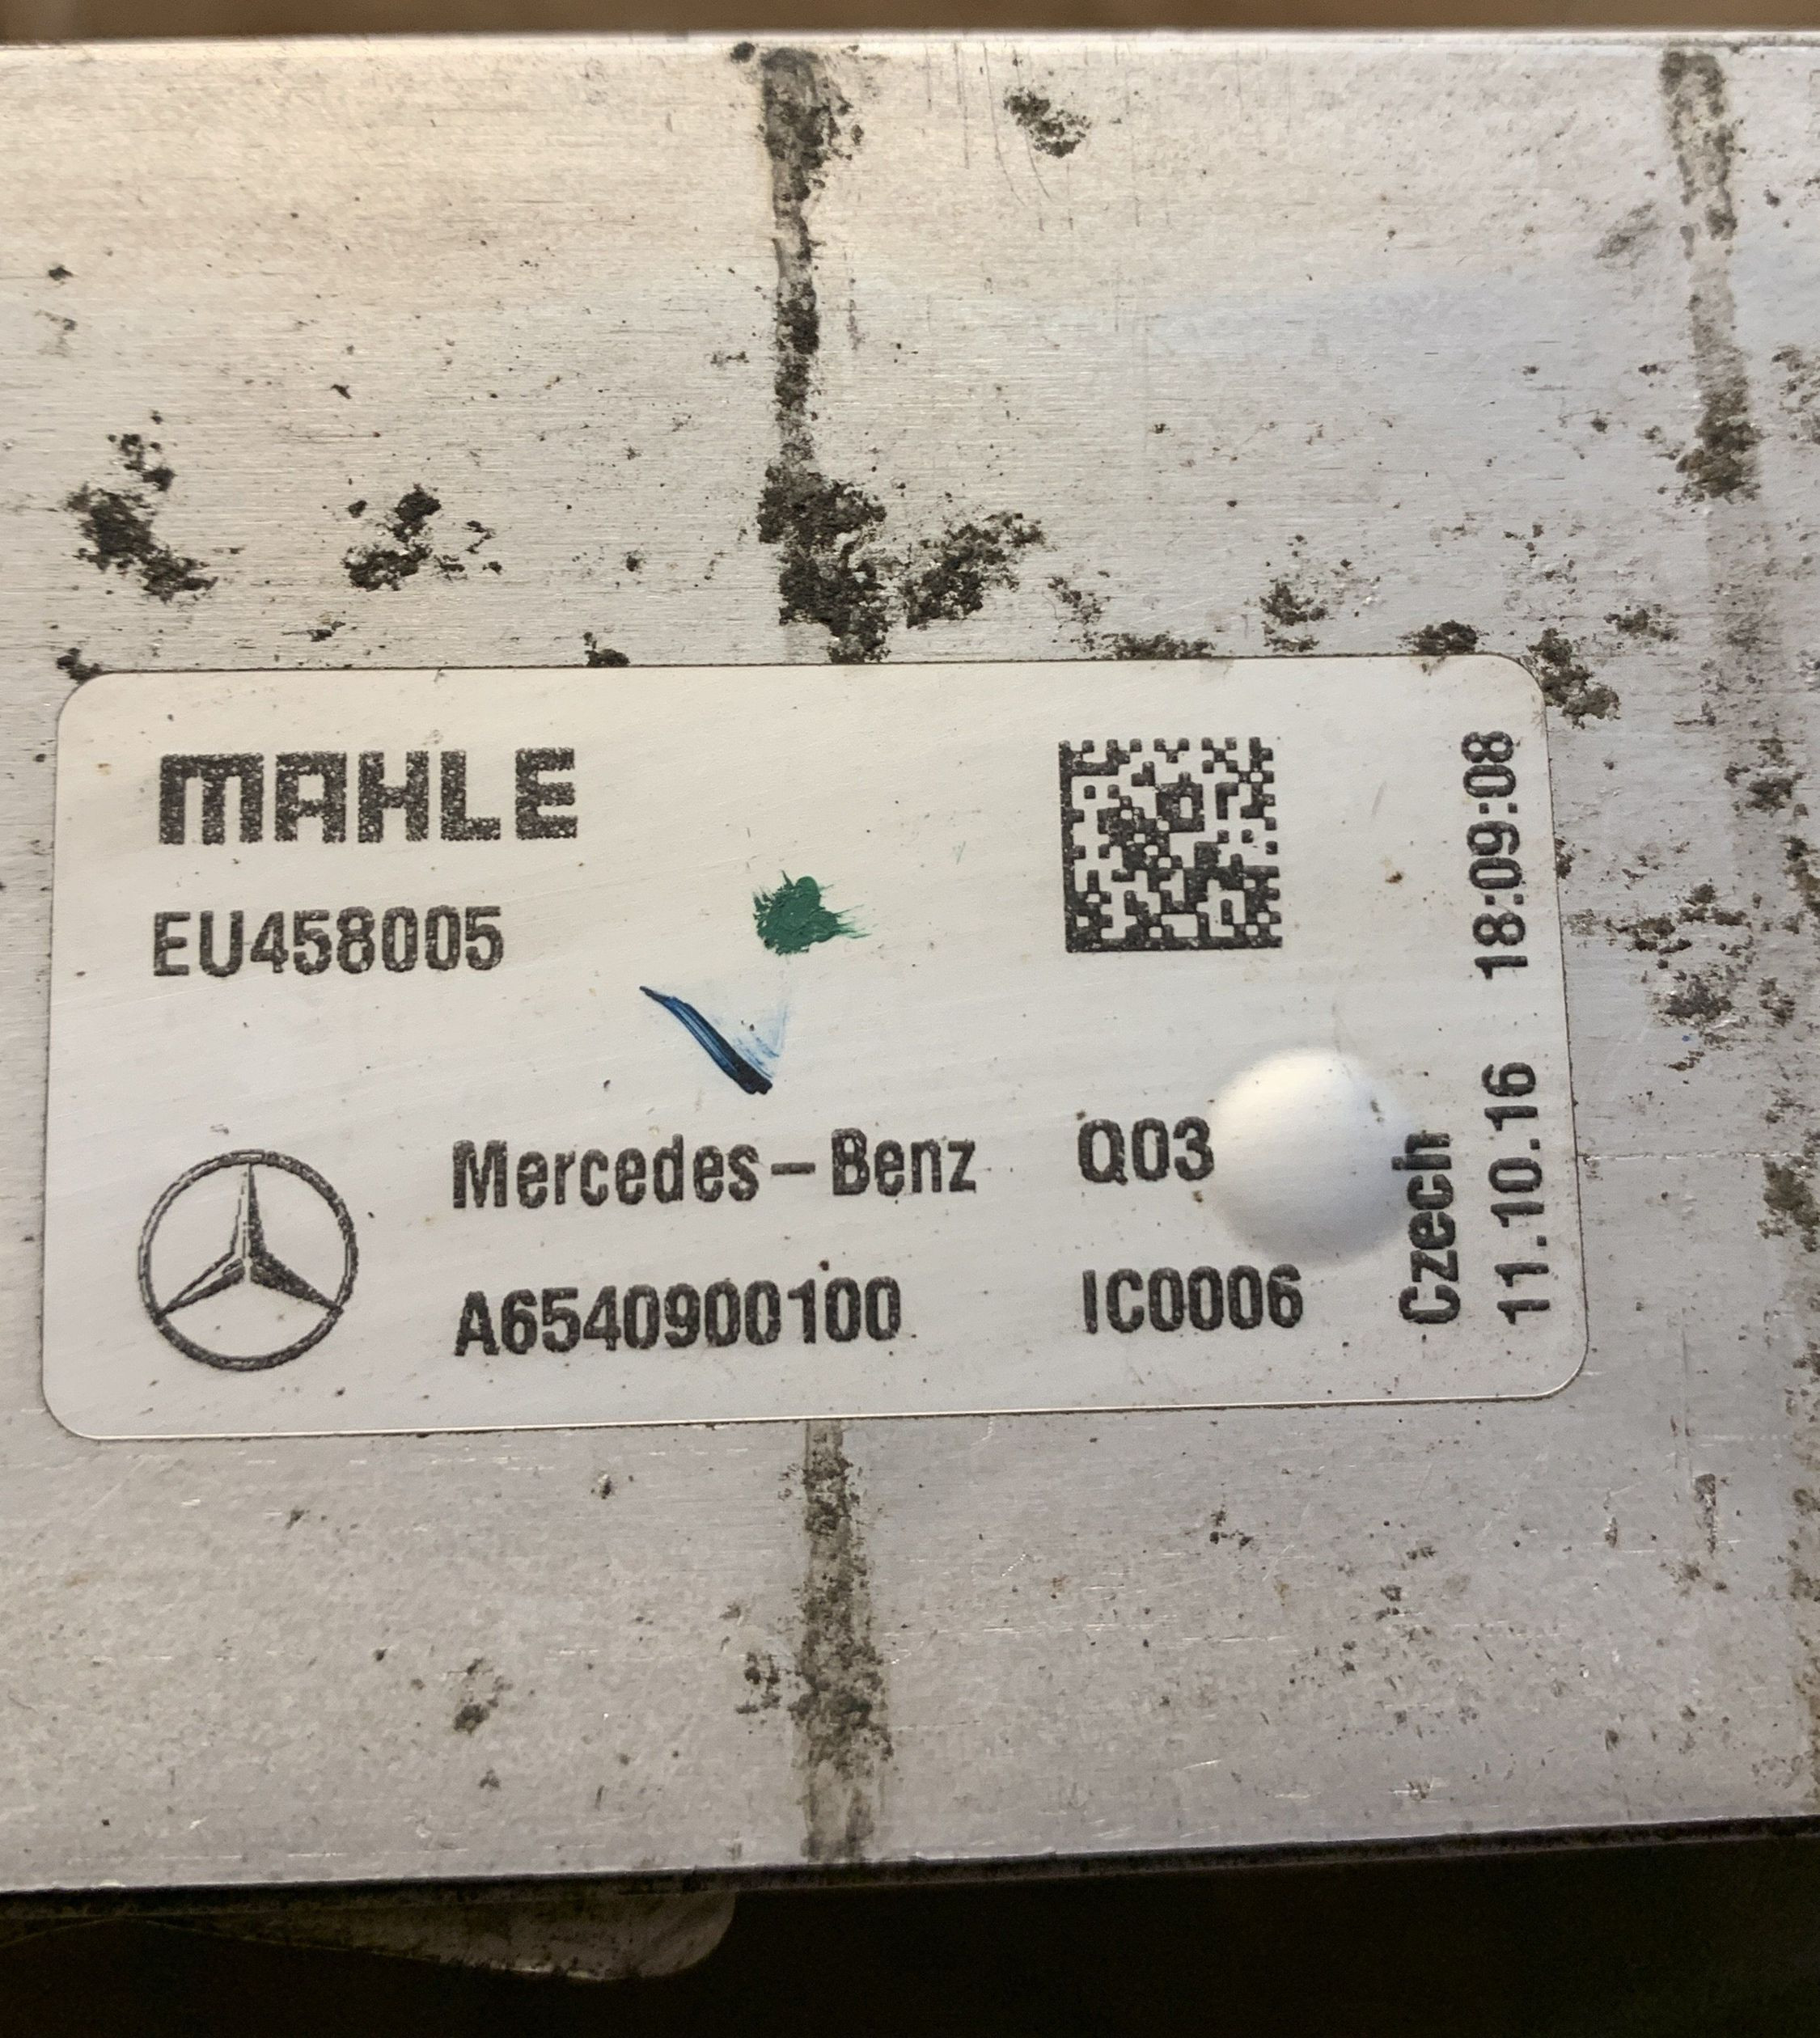 MAHLE
EU458005
Mercedes-Benz Q03
A6540900100 IC0006
Czech
11.10.16 18:09:08